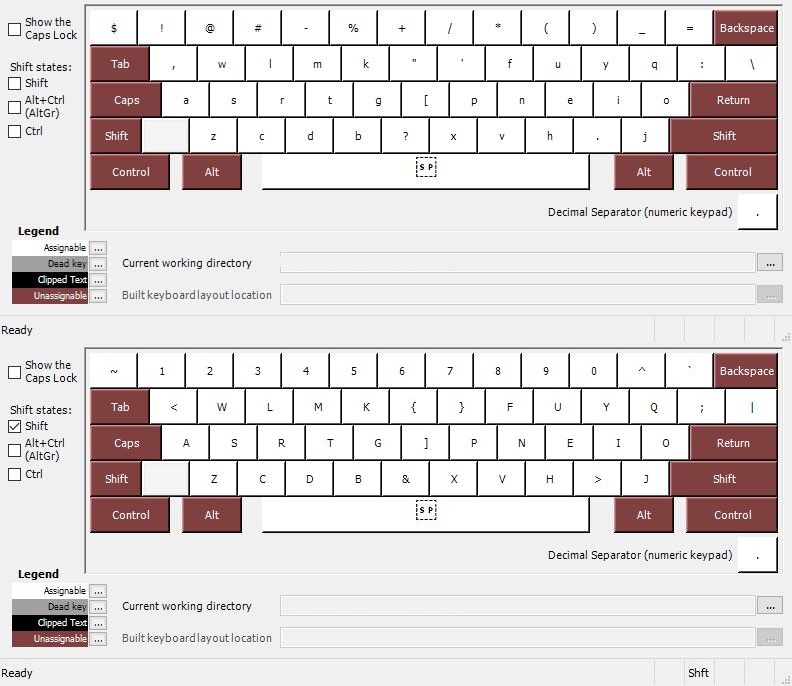 Show the
Caps Lock
$ ! @ # - % + / * ( ) _ = Backspace
Shift states:
Tab , w l m k " ' f u y q : \
Shift
Alt+Ctrl
(AltGr)
Caps a s r t g [ p n e i o Return
Ctrl
Shift z c d b ? x v h . j Shift
Control Alt SP Alt Control
Decimal Separator (numeric keypad) .
Legend
Assignable ...
Dead key ...
Clipped Text ...
Unassignable ...
Current working directory ...
Built keyboard layout location ...
Ready
Show the
Caps Lock
~ 1 2 3 4 5 6 7 8 9 0 ^ ` Backspace
Shift states:
Tab < W L M K { } F U Y Q ; |
Shift
Alt+Ctrl
(AltGr)
Caps A S R T G ] P N E I O Return
Ctrl
Shift Z C D B & X V H > J Shift
Control Alt SP Alt Control
Decimal Separator (numeric keypad) .
Legend
Assignable ...
Dead key ...
Clipped Text ...
Unassignable ...
Current working directory ...
Built keyboard layout location ...
Ready Shft